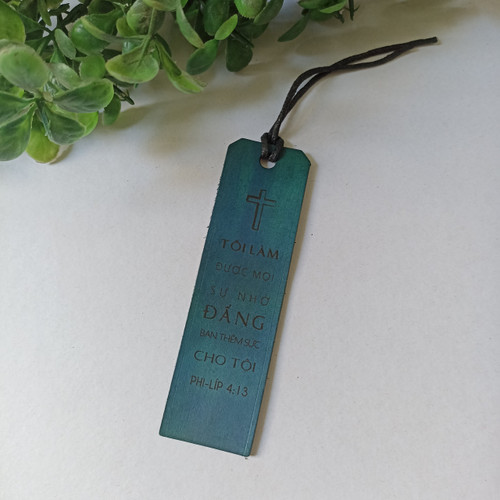 TÔI LÀM
ĐƯỢC MỌI
SỰ NHỜ
ĐẤNG
BAN THÊM SỨC
CHO TÔI
PHI-LÍP 4:13